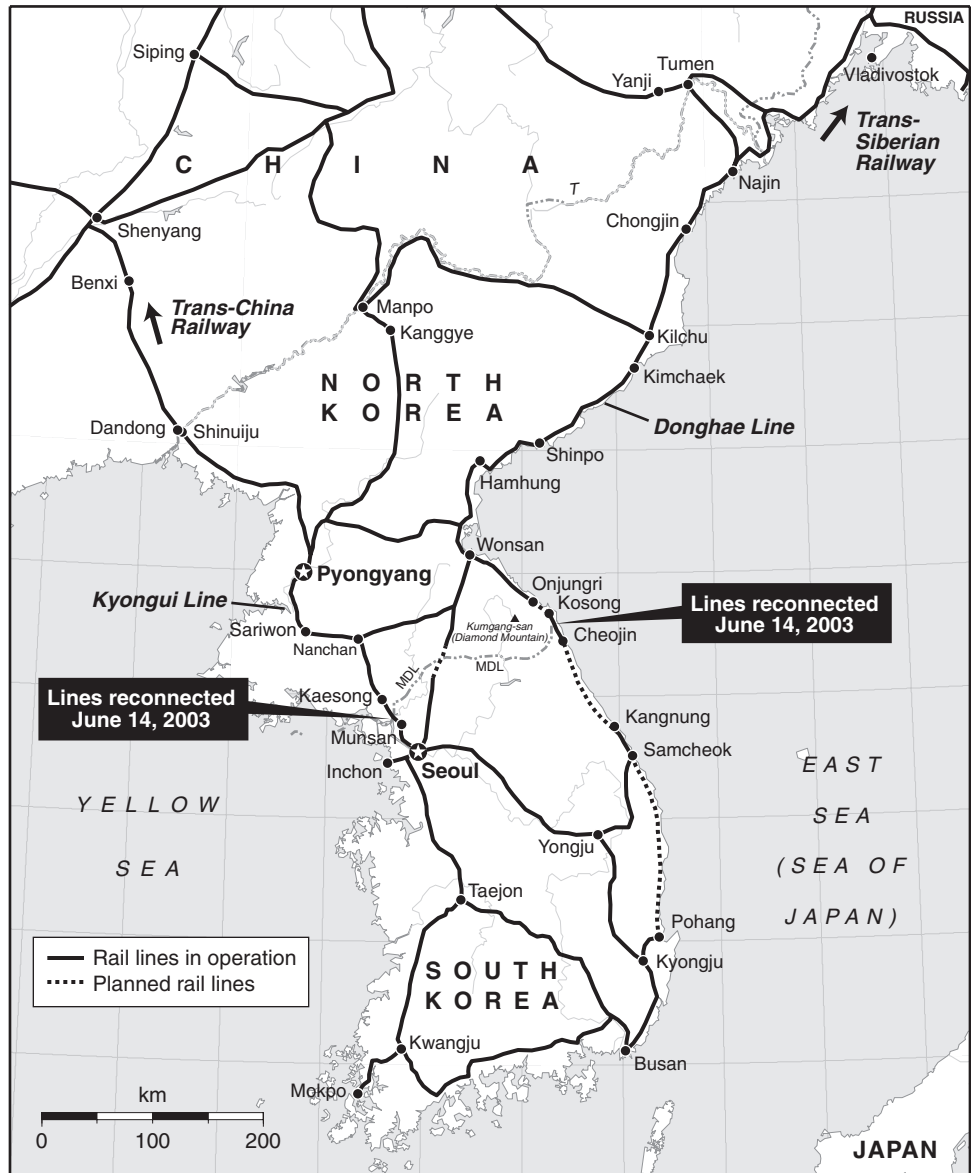 RUSSIA
Siping
Tumen
Yanji
Vladivostok
Trans-
Siberian
Railway
C H I N A
T
Najin
Chongjin
Shenyang
Benxi
Trans-China
Railway
Manpo
Kanggye
Kilchu
Kimchaek
N O R T H
K O R E A
Donghae Line
Dandong
Shinuiju
Shinpo
Hamhung
Wonsan
Pyongyang
Onjungri
Kosong
Kyongui Line
Lines reconnected
June 14, 2003
Sariwon
Kumgang-san
(Diamond Mountain)
Cheojin
Nanchan
MDL
MDL
Kaesong
Lines reconnected
June 14, 2003
Munsan
Kangnung
Samcheok
Inchon
Seoul
E A S T
S E A
( S E A O F
J A P A N )
Y E L L O W
S E A
Yongju
Taejon
Pohang
Kyongju
Rail lines in operation
Planned rail lines
S O U T H
K O R E A
Kwangju
Busan
Mokpo
km
0 100 200
JAPAN